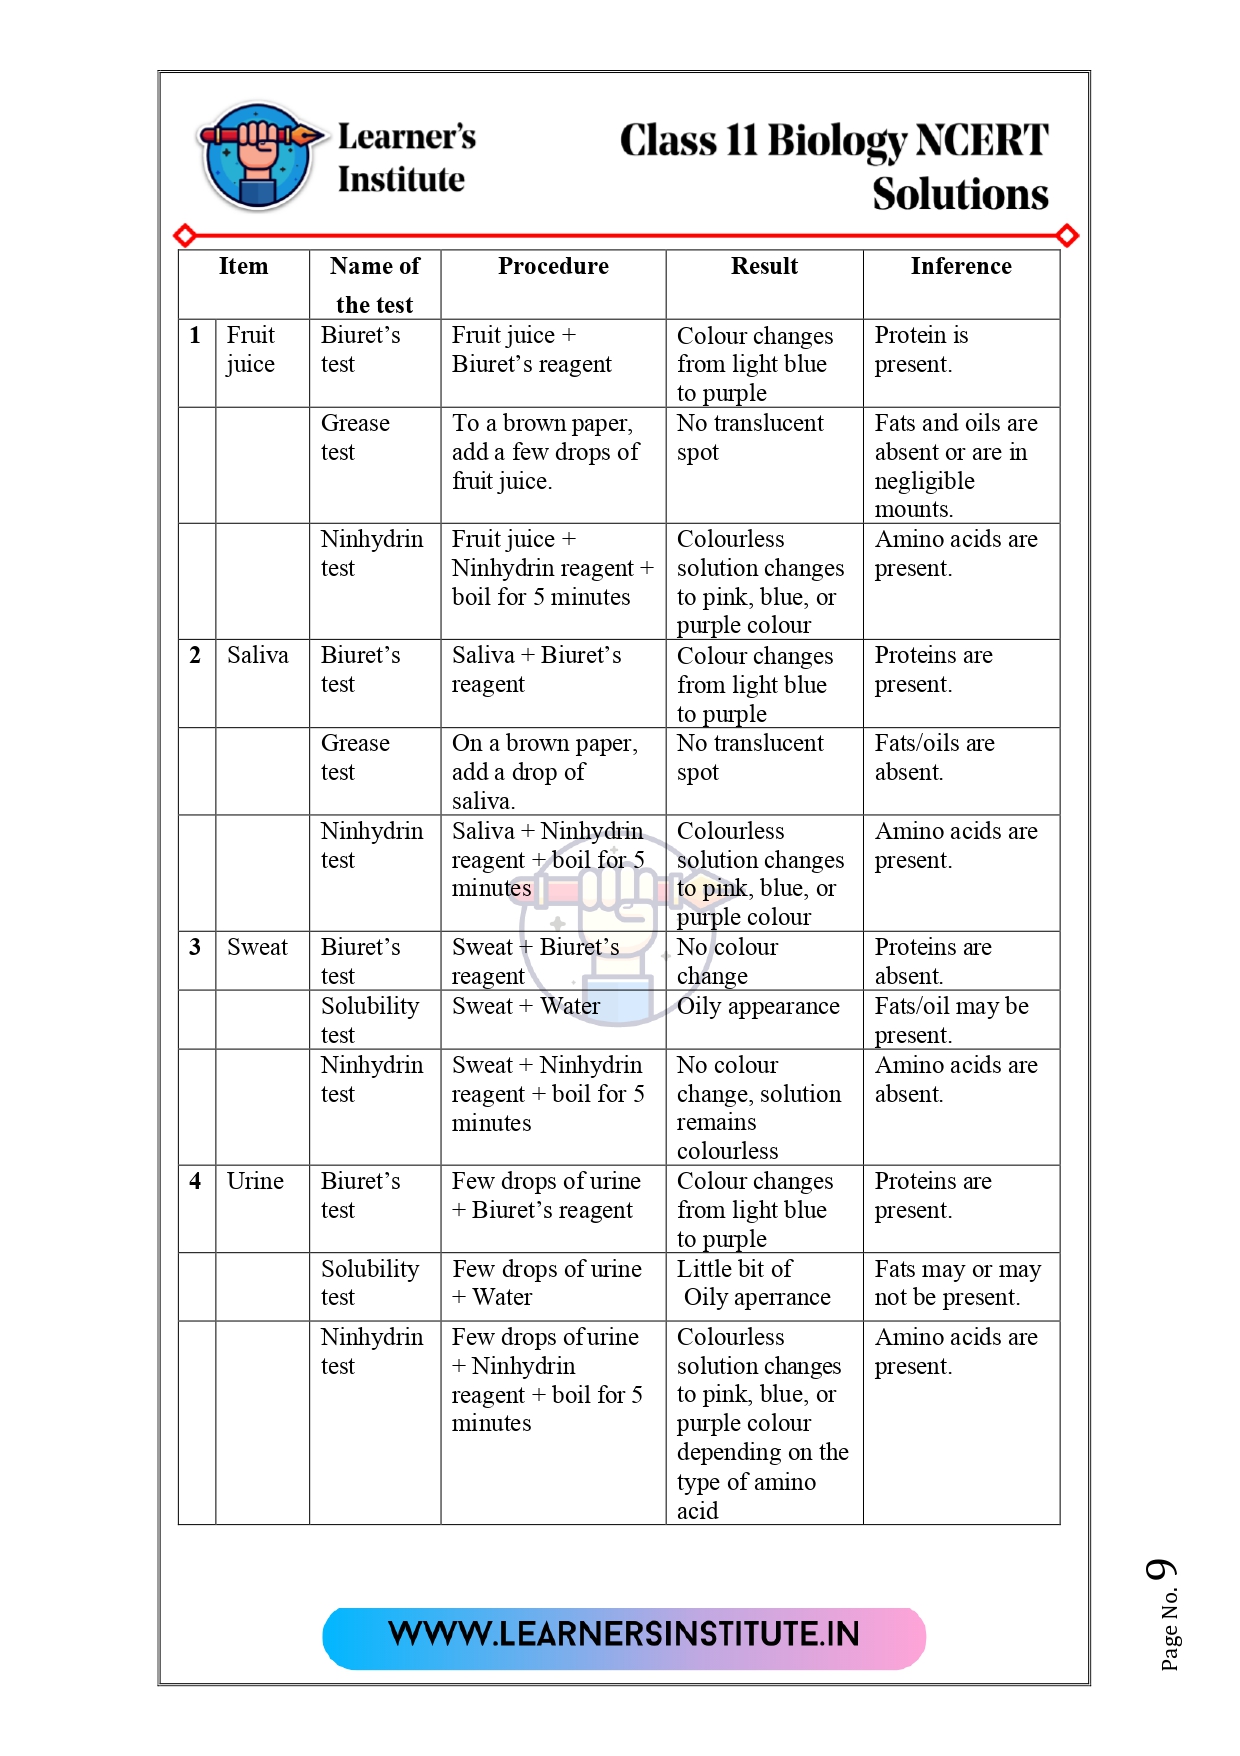 Learner's
Institute
Class 11 Biology NCERT
Solutions
Item
Name of
the test
Procedure
Result
Inference
1
Fruit
juice
Biuret’s
test
Fruit juice +
Biuret’s reagent
Colour changes
from light blue
to purple
Protein is
present.
Grease
test
To a brown paper,
add a few drops of
fruit juice.
No translucent
spot
Fats and oils are
absent or are in
negligible
mounts.
Ninhydrin
test
Fruit juice +
Ninhydrin reagent +
boil for 5 minutes
Colourless
solution changes
to pink, blue, or
purple colour
Amino acids are
present.
2
Saliva
Biuret’s
test
Saliva + Biuret’s
reagent
Colour changes
from light blue
to purple
Proteins are
present.
Grease
test
On a brown paper,
add a drop of
saliva.
No translucent
spot
Fats/oils are
absent.
Ninhydrin
test
Saliva + Ninhydrin
reagent + boil for 5
minutes
Colourless
solution changes
to pink, blue, or
purple colour
Amino acids are
present.
3
Sweat
Biuret’s
test
Sweat + Biuret’s
reagent
No colour
change
Proteins are
absent.
Solubility
test
Sweat + Water
Oily appearance
Fats/oil may be
present.
Ninhydrin
test
Sweat + Ninhydrin
reagent + boil for 5
minutes
No colour
change, solution
remains
colourless
Amino acids are
absent.
4
Urine
Biuret’s
test
Few drops of urine
+ Biuret’s reagent
Colour changes
from light blue
to purple
Proteins are
present.
Solubility
test
Few drops of urine
+ Water
Little bit of
Oily aperrance
Fats may or may
not be present.
Ninhydrin
test
Few drops of urine
+ Ninhydrin
reagent + boil for 5
minutes
Colourless
solution changes
to pink, blue, or
purple colour
depending on the
type of amino
acid
Amino acids are
present.
WWW.LEARNERSINSTITUTE.IN
Page No. 9